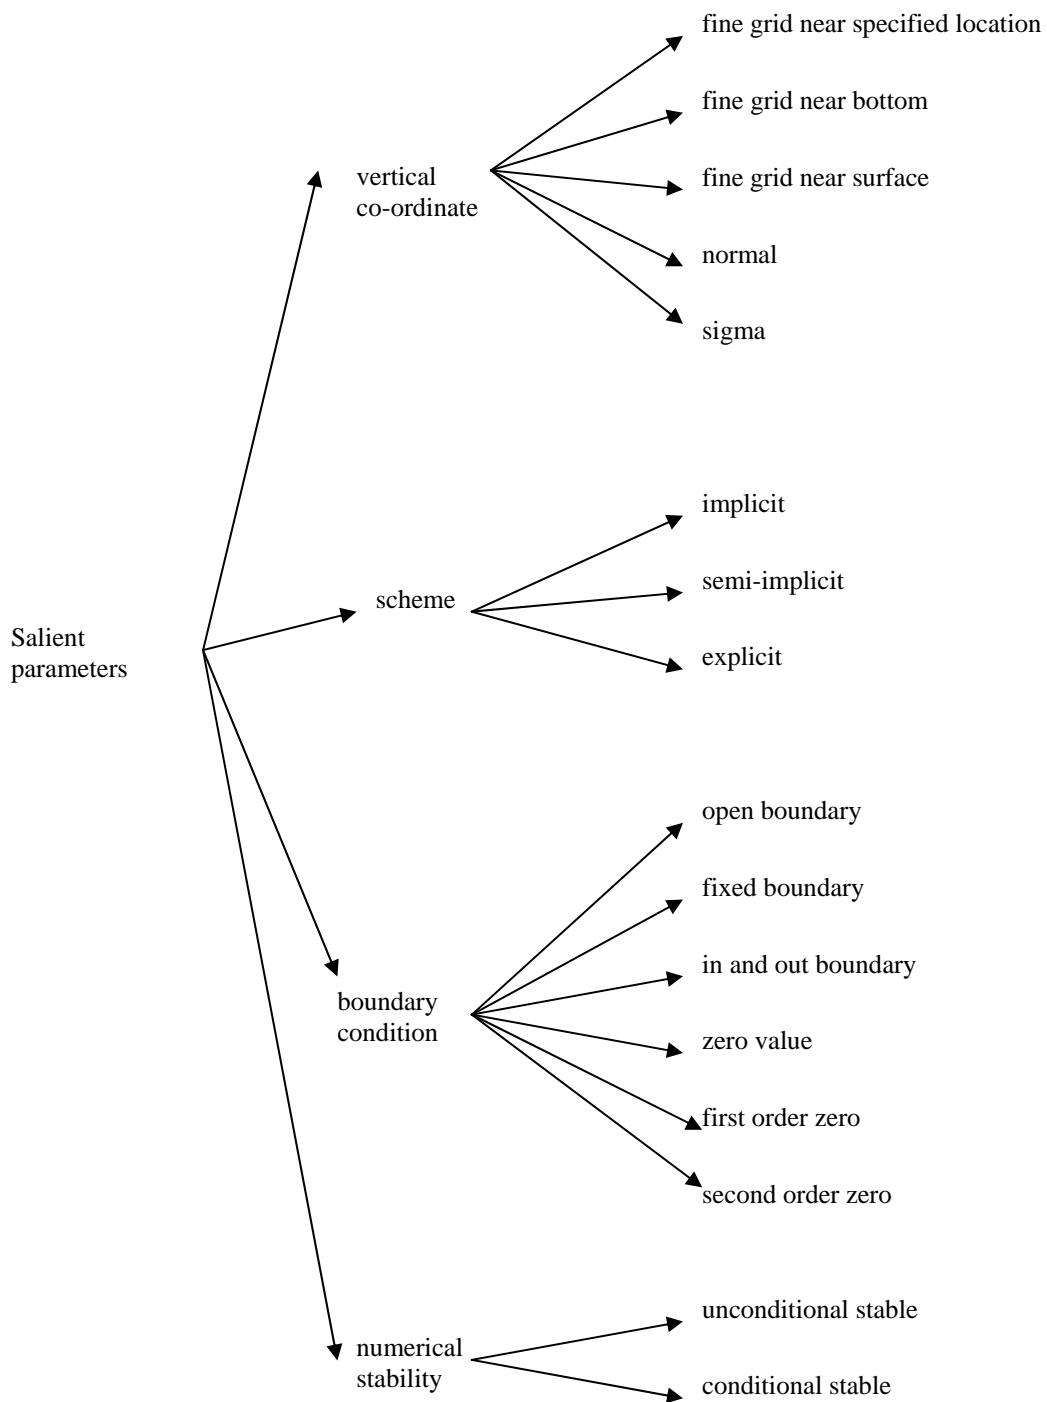 fine grid near specified location
fine grid near bottom
vertical
co-ordinate
fine grid near surface
normal
sigma
implicit
scheme
semi-implicit
explicit
Salient
parameters
open boundary
fixed boundary
in and out boundary
boundary
condition
zero value
first order zero
second order zero
unconditional stable
numerical
stability
conditional stable